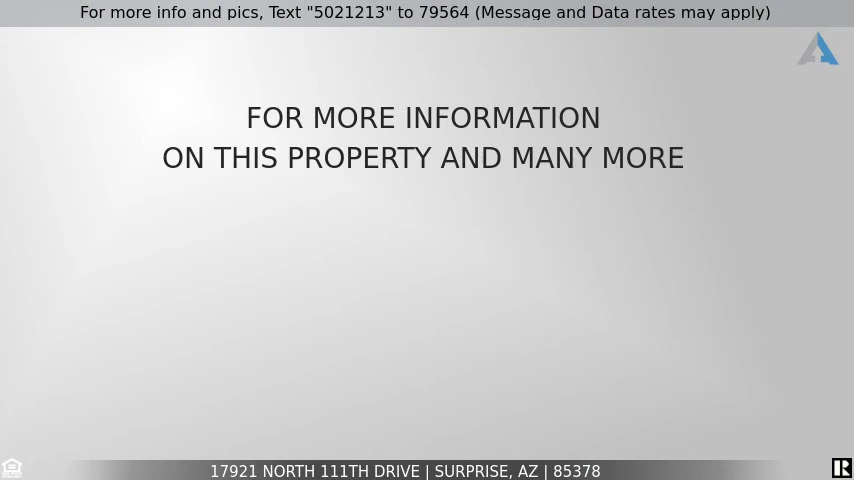 For more info and pics, Text "5021213" to 79564 (Message and Data rates may apply)
FOR MORE INFORMATION
ON THIS PROPERTY AND MANY MORE
17921 NORTH 111TH DRIVE | SURPRISE, AZ | 85378